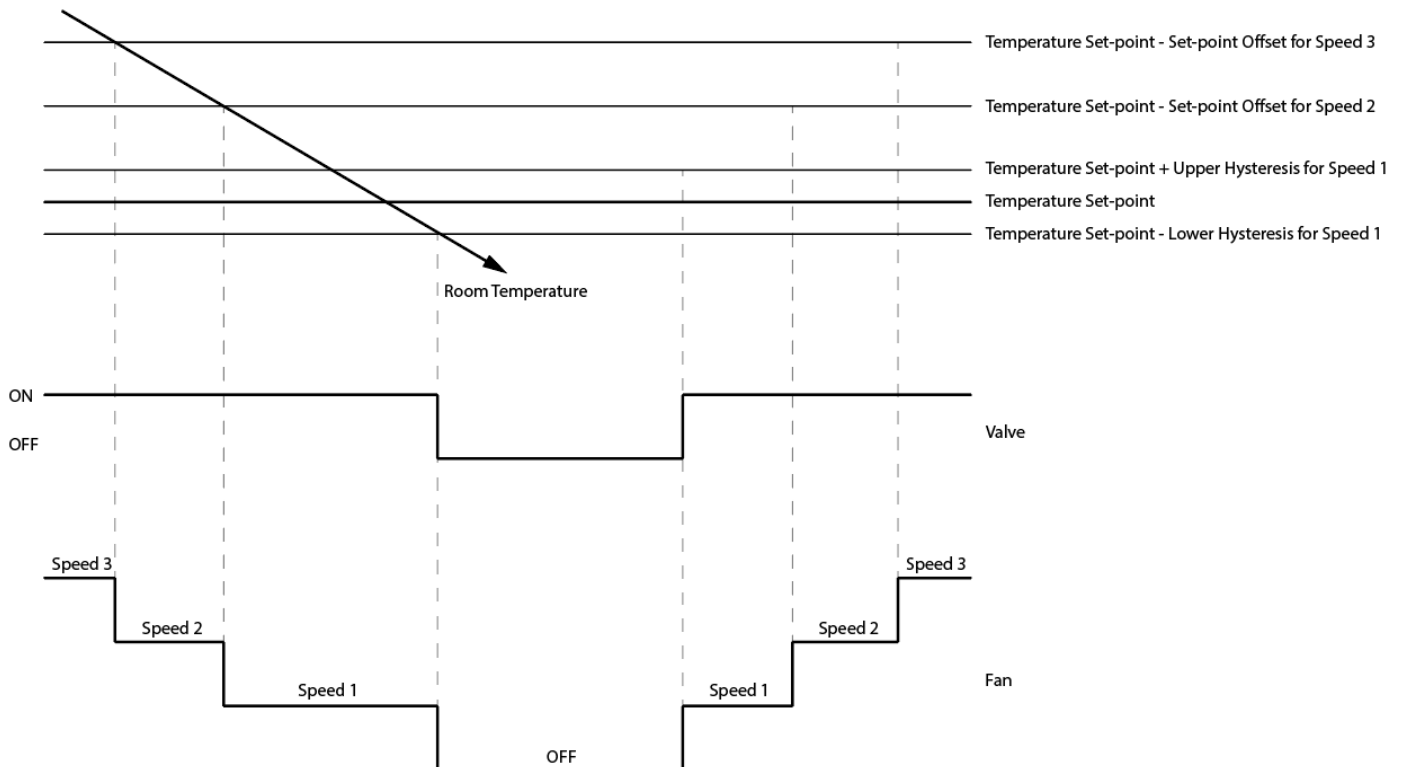 Temperature Set-point - Set-point Offset for Speed 3
Temperature Set-point - Set-point Offset for Speed 2
Temperature Set-point + Upper Hysteresis for Speed 1
Temperature Set-point
Temperature Set-point - Lower Hysteresis for Speed 1
Room Temperature
ON
OFF
Valve
Speed 3
Speed 3
Speed 2
Speed 2
Fan
Speed 1
Speed 1
OFF